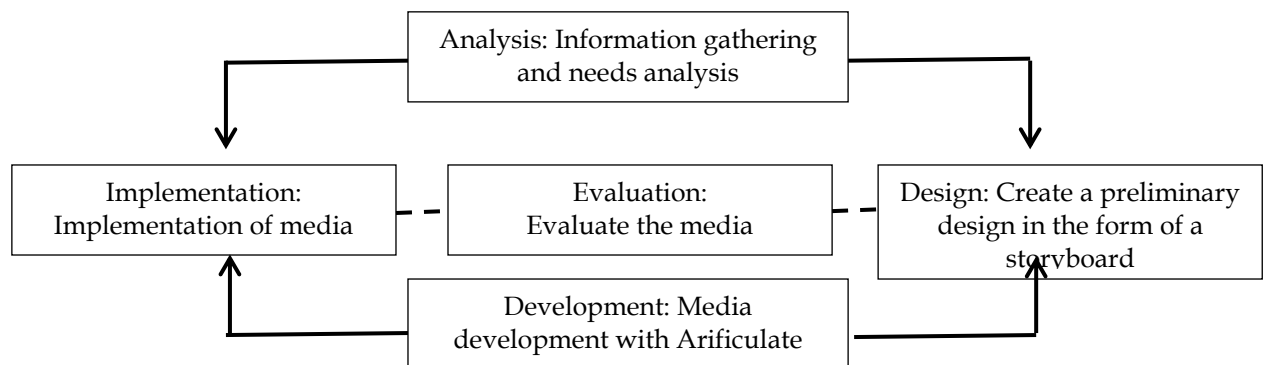 Analysis: Information gathering
and needs analysis
Implementation:
Implementation of media
Evaluation:
Evaluate the media
Design: Create a preliminary
design in the form of a
storyboard
Development: Media
development with Arificulate